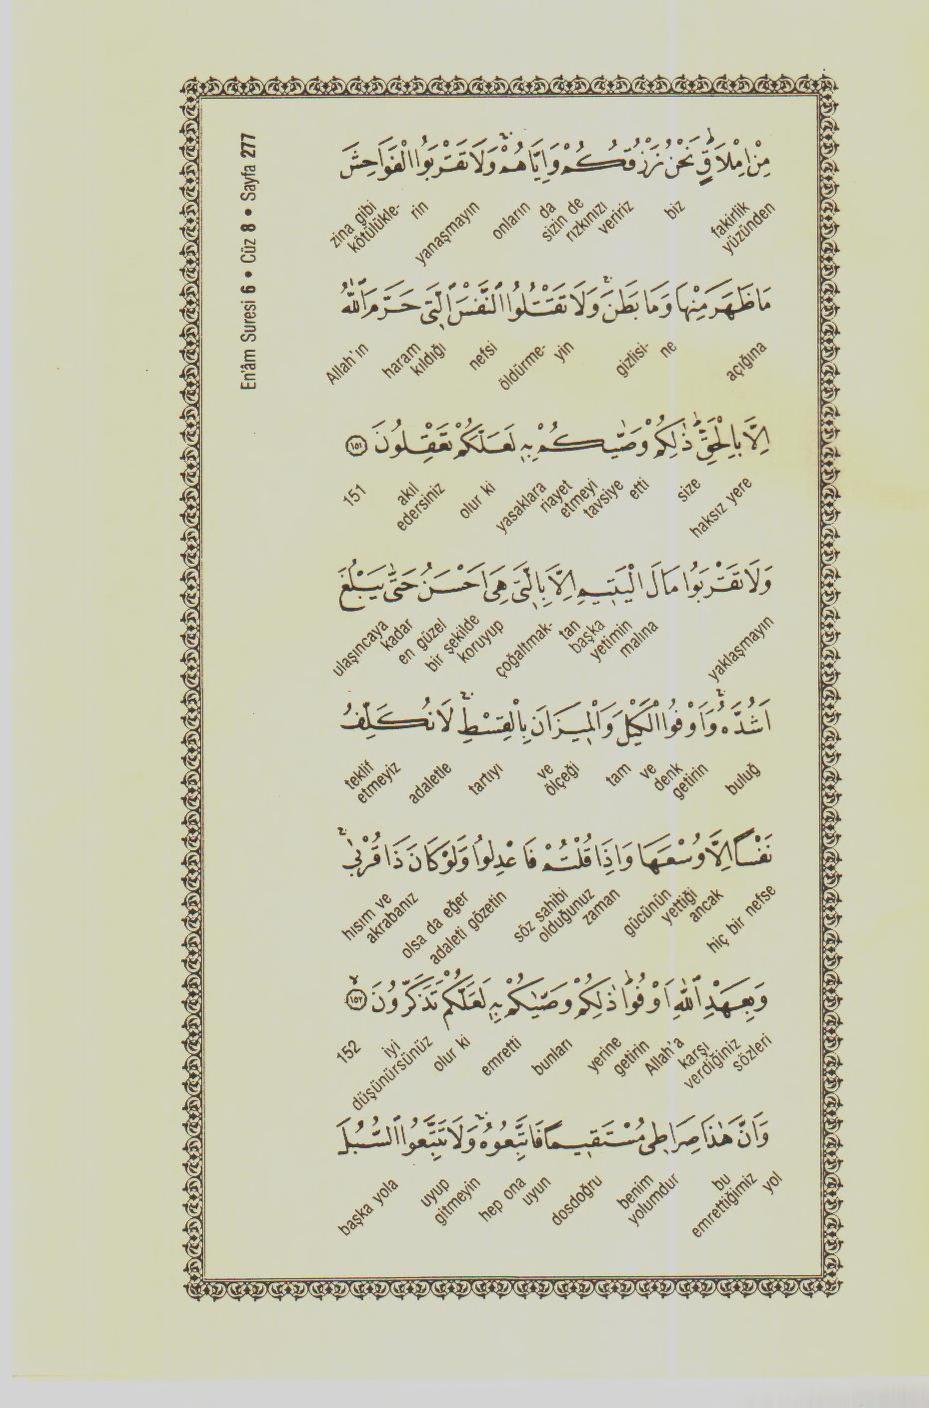 En'âm Suresi 6 • Cüz 8 • Sayfa 277
مِنْ اِمْلَاقٍۜ نَحْنُ نَرْزُقُكُمْ وَاِيَّاهُمْۚ وَلَا تَقْرَبُوا الْفَوَاحِشَ
fakirlik yüzünden biz veririz rızkınızı sizin de da onların yanaşmayın rin zina gibi kötülükle-
مَا ظَهَرَ مِنْهَا وَمَا بَطَنَۚ وَلَا تَقْتُلُوا النَّفْسَ الَّتٖى حَرَّمَ اللّٰهُ
açığına ne gizlisi- yin öldürme- nefsi haram kıldığı Allah'ın
اِلَّا بِالْحَقِّۜ ذٰلِكُمْ وَصّٰيكُمْ بِهٖ لَعَلَّكُمْ تَعْقِلُونَ ﴿١٥١﴾
haksız yere size etti tavsiye etmeyi riayet yasaklara olur ki akıl edersiniz 151
وَلَا تَقْرَبُوا مَالَ الْيَتٖيمِ اِلَّا بِالَّتٖى هِىَ اَحْسَنُ حَتّٰى يَبْلُغَ
yaklaşmayın malına yetimin başka tan çoğaltmak- koruyup bir şekilde en güzel kadar ulaşıncaya
اَشُدَّهُۚ وَاَوْفُوا الْكَيْلَ وَالْمٖيزَانَ بِالْقِسْطِۚ لَا نُكَلِّفُ
buluğ getirin denk ve tam ölçeği ve tartıyı adaletle teklif etmeyiz
نَفْسًا اِلَّا وُسْعَهَا وَاِذَا قُلْتُمْ فَاعْدِلُوا وَلَوْ كَانَ ذَا قُرْبٰىۚ
hiç bir nefse ancak yettiği gücünün zaman olduğunuz söz sahibi adaleti gözetin olsa da eğer hısım ve akrabanız
وَبِعَهْدِ اللّٰهِ اَوْفُواۜ ذٰلِكُمْ وَصّٰيكُمْ بِهٖ لَعَلَّكُمْ تَذَكَّرُونَۙ ﴿١٥٢﴾
sözleri verdiğiniz karşı Allah'a getirin yerine bunları emretti olur ki iyi düşünürsünüz 152
وَاَنَّ هٰذَا صِرَاطٖى مُسْتَقٖيمًا فَاتَّبِعُوهُۚ وَلَا تَتَّبِعُوا السُّبُلَ
yol bu emrettiğimiz benim yolumdur dosdoğru hep ona uyun uyup gitmeyin başka yola